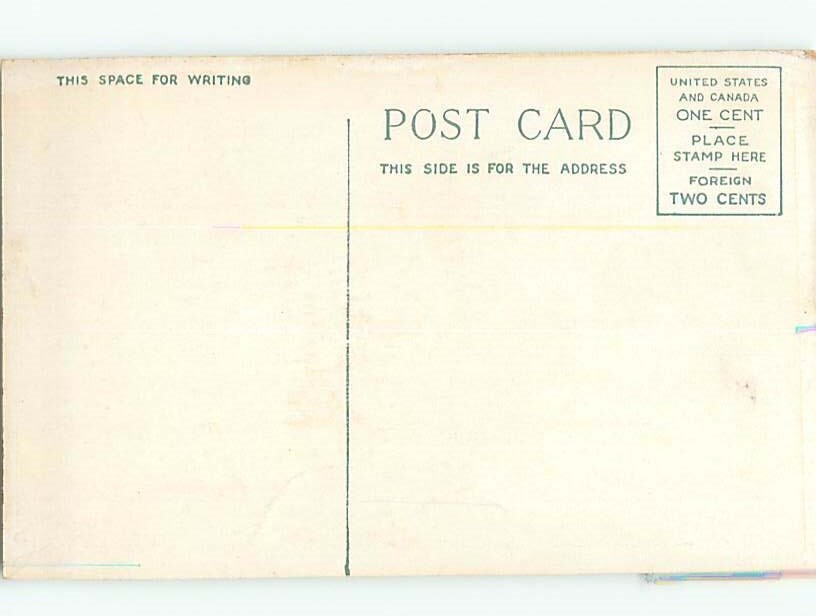 THIS SPACE FOR WRITING
POST CARD
THIS SIDE IS FOR THE ADDRESS
UNITED STATES
AND CANADA
ONE CENT
PLACE
STAMP HERE
FOREIGN
TWO CENTS